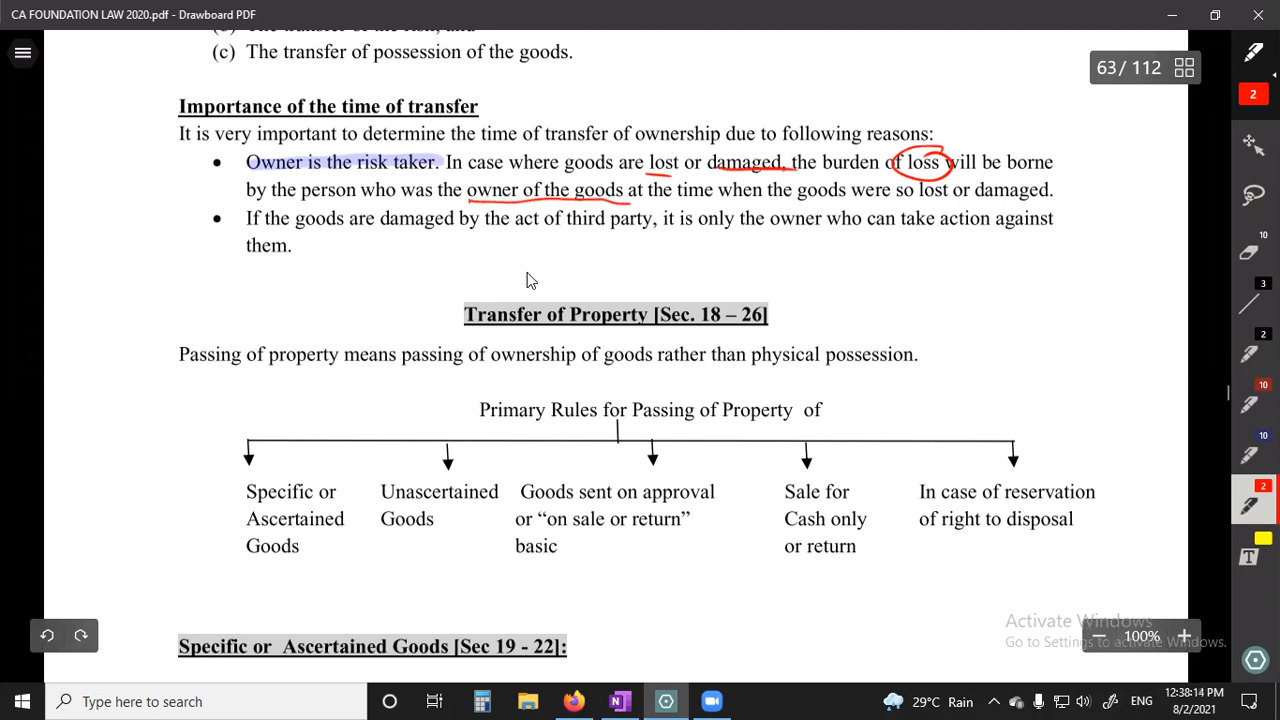 CA FOUNDATION LAW 2020.pdf - Drawboard PDF
(c) The transfer of possession of the goods.
63 / 112
2
Importance of the time of transfer
It is very important to determine the time of transfer of ownership due to following reasons:
• Owner is the risk taker. In case where goods are lost or damaged, the burden of loss will be borne
by the person who was the owner of the goods at the time when the goods were so lost or damaged.
• If the goods are damaged by the act of third party, it is only the owner who can take action against
them.
10
3
Transfer of Property [Sec. 18 – 26]
2
Passing of property means passing of ownership of goods rather than physical possession.
10
Primary Rules for Passing of Property of
10
Specific or Unascertained Goods sent on approval Sale for In case of reservation
2
Ascertained Goods or “on sale or return” Cash only of right to disposal
Goods basic or return
T
Activate Windows
Go to Settings to activate Windows.
100%
Specific or Ascertained Goods [Sec 19 - 22]:
Type here to search
29°C Rain
ENG
12:38:14 PM
8/2/2021